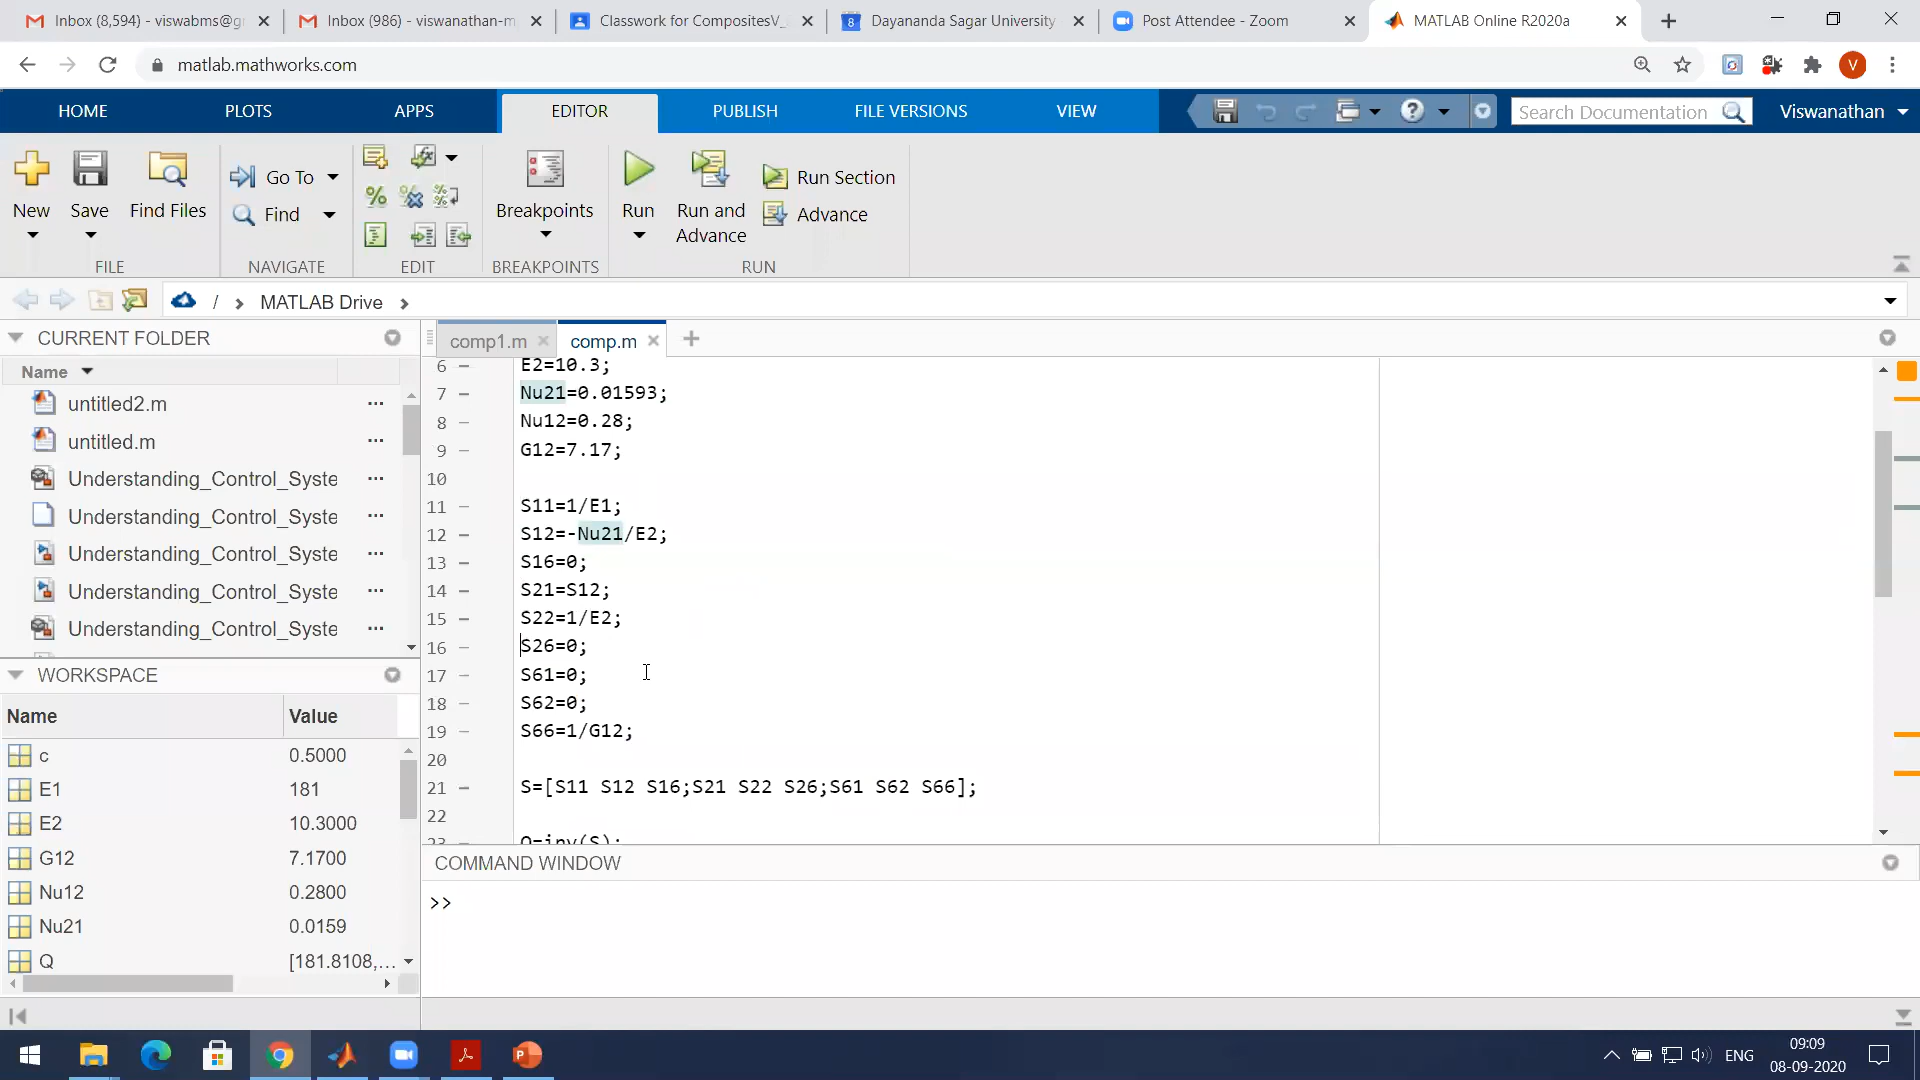 Inbox (8,594) - viswabms@gr
Inbox (986) - viswanathan-m
Classwork for CompositesV_
Dayananda Sagar University
Post Attendee - Zoom
MATLAB Online R2020a
matlab.mathworks.com
V
HOME
PLOTS
APPS
EDITOR
PUBLISH
FILE VERSIONS
VIEW
Search Documentation
Viswanathan
New
Save
Find Files
Go To
Find
Breakpoints
Run
Run and
Advance
Run Section
Advance
FILE
NAVIGATE
EDIT
BREAKPOINTS
RUN
/ > MATLAB Drive >
CURRENT FOLDER
Name
untitled2.m
untitled.m
Understanding_Control_Syste
Understanding_Control_Syste
Understanding_Control_Syste
Understanding_Control_Syste
Understanding_Control_Syste
WORKSPACE
Name Value
c 0.5000
E1 181
E2 10.3000
G12 7.1700
Nu12 0.2800
Nu21 0.0159
Q [181.8108,...
comp1.m
comp.m
6 – E2=10.3;
7 – Nu21=0.01593;
8 – Nu12=0.28;
9 – G12=7.17;
10
11 – S11=1/E1;
12 – S12=-Nu21/E2;
13 – S16=0;
14 – S21=S12;
15 – S22=1/E2;
16 – S26=0;
17 – S61=0;
18 – S62=0;
19 – S66=1/G12;
20
21 – S=[S11 S12 S16;S21 S22 S26;S61 S62 S66];
22
23 – Q=inv(S);
COMMAND WINDOW
>>
ENG
09:09
08-09-2020